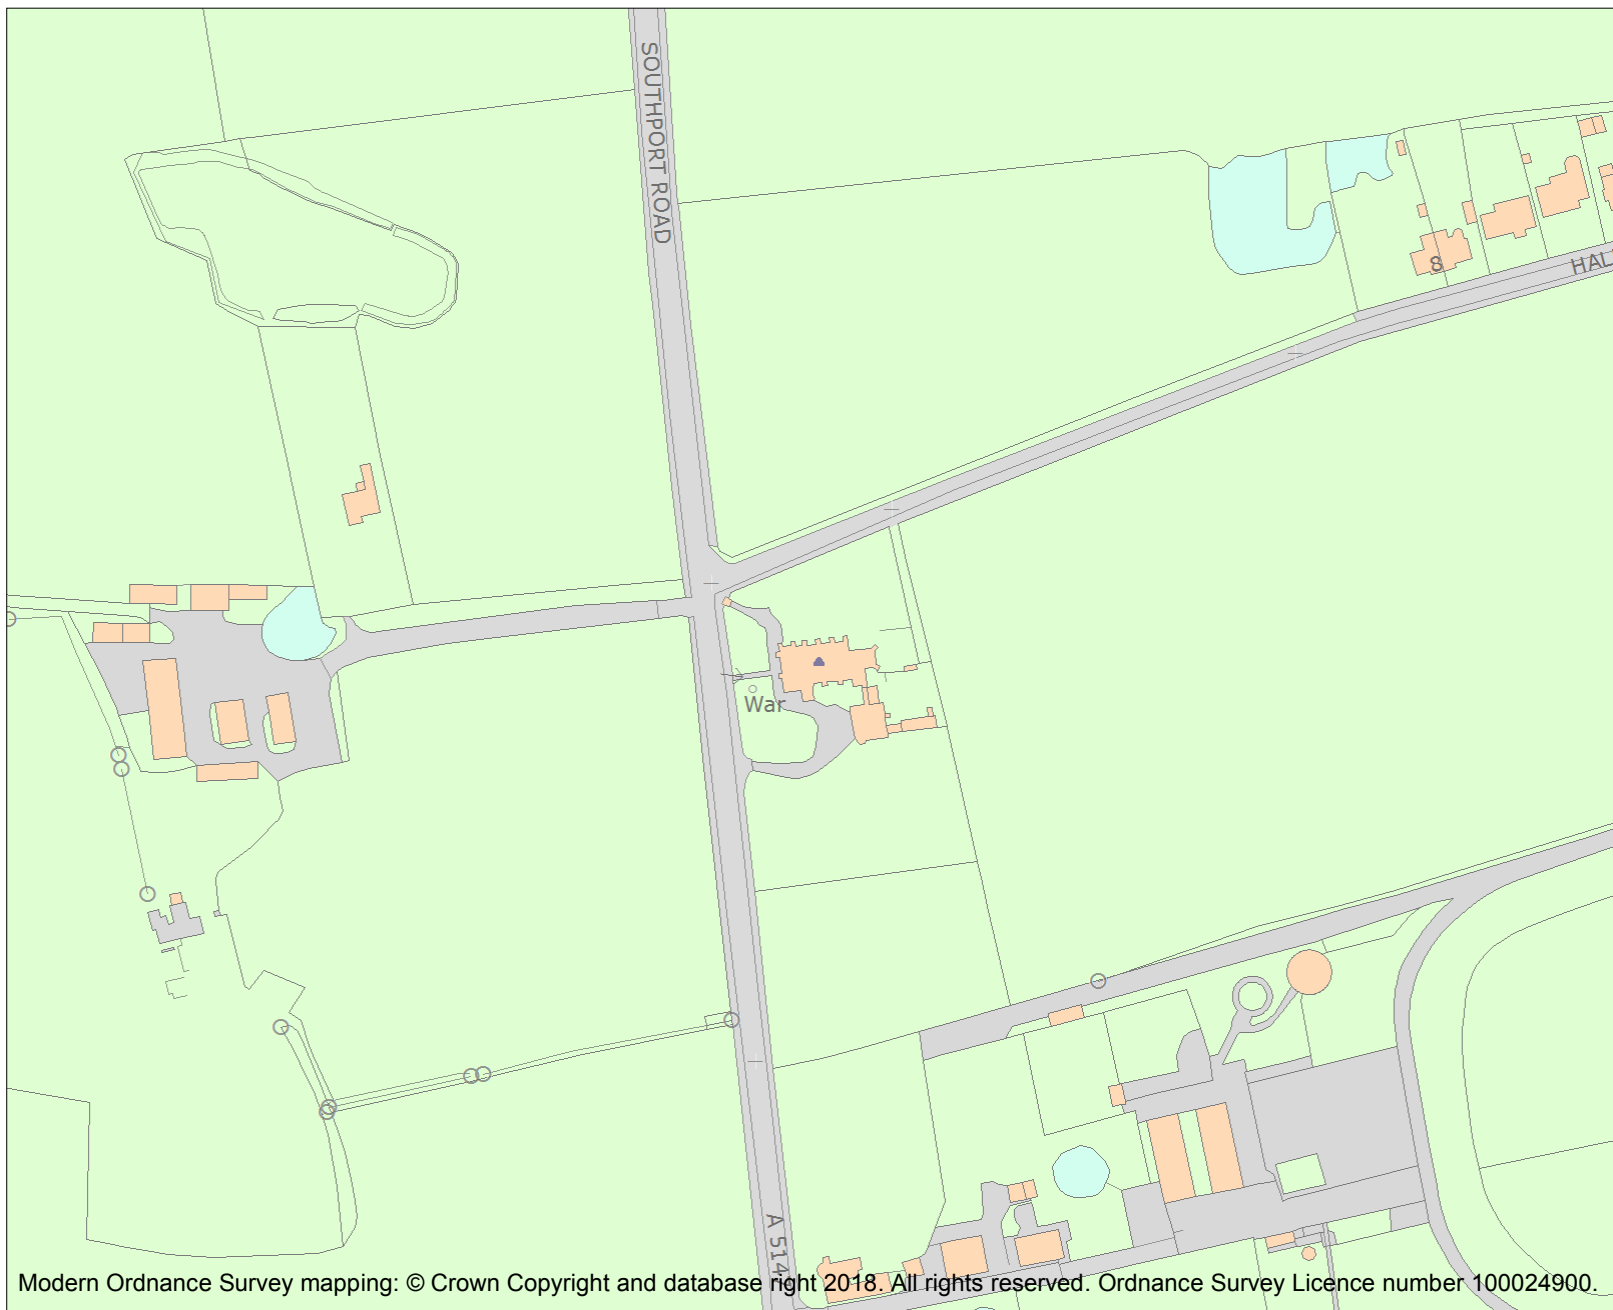 SOUTHPORT ROAD
HAL
8
War
A 514
Modern Ordnance Survey mapping: © Crown Copyright and database right 2018. All rights reserved. Ordnance Survey Licence number 100024900.